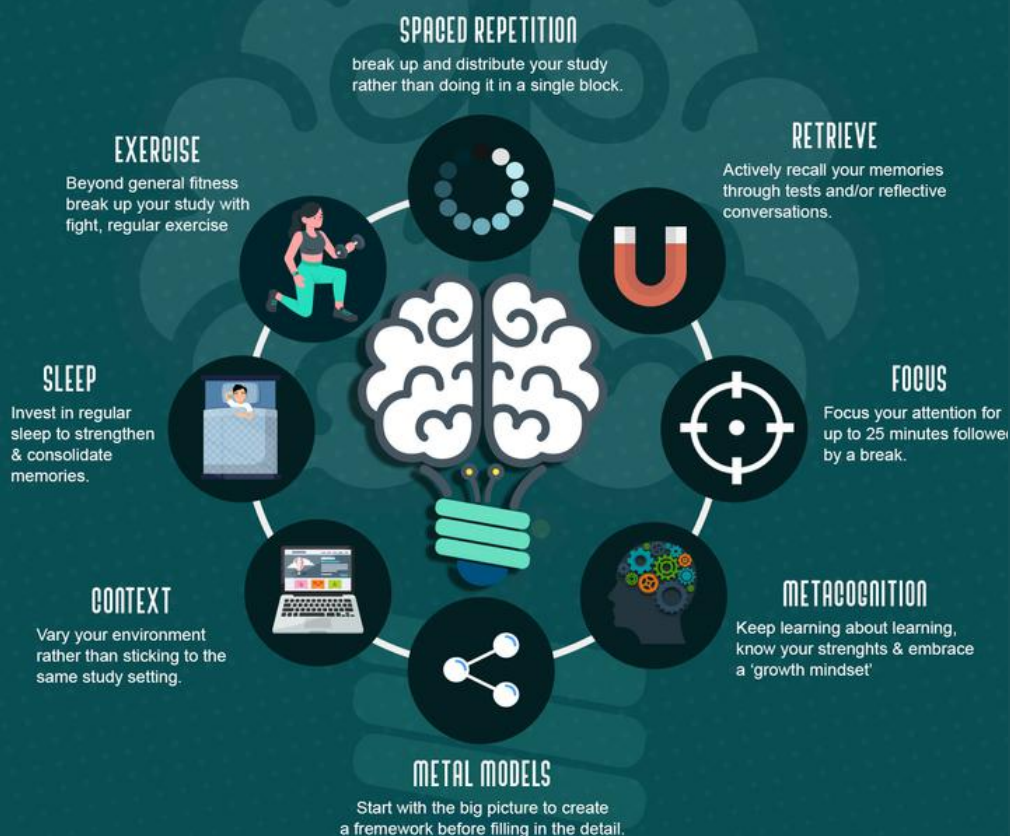 SPACED REPETITION
break up and distribute your study
rather than doing it in a single block.
RETRIEVE
Actively recall your memories
through tests and/or reflective
conversations.
FOCUS
Focus your attention for
up to 25 minutes followe
by a break.
METACOGNITION
Keep learning about learning,
know your strenghts & embrace
a ‘growth mindset’
METAL MODELS
Start with the big picture to create
a fremework before filling in the detail.
CONTEXT
Vary your environment
rather than sticking to the
same study setting.
SLEEP
Invest in regular
sleep to strengthen
& consolidate
memories.
EXERCISE
Beyond general fitness
break up your study with
fight, regular exercise